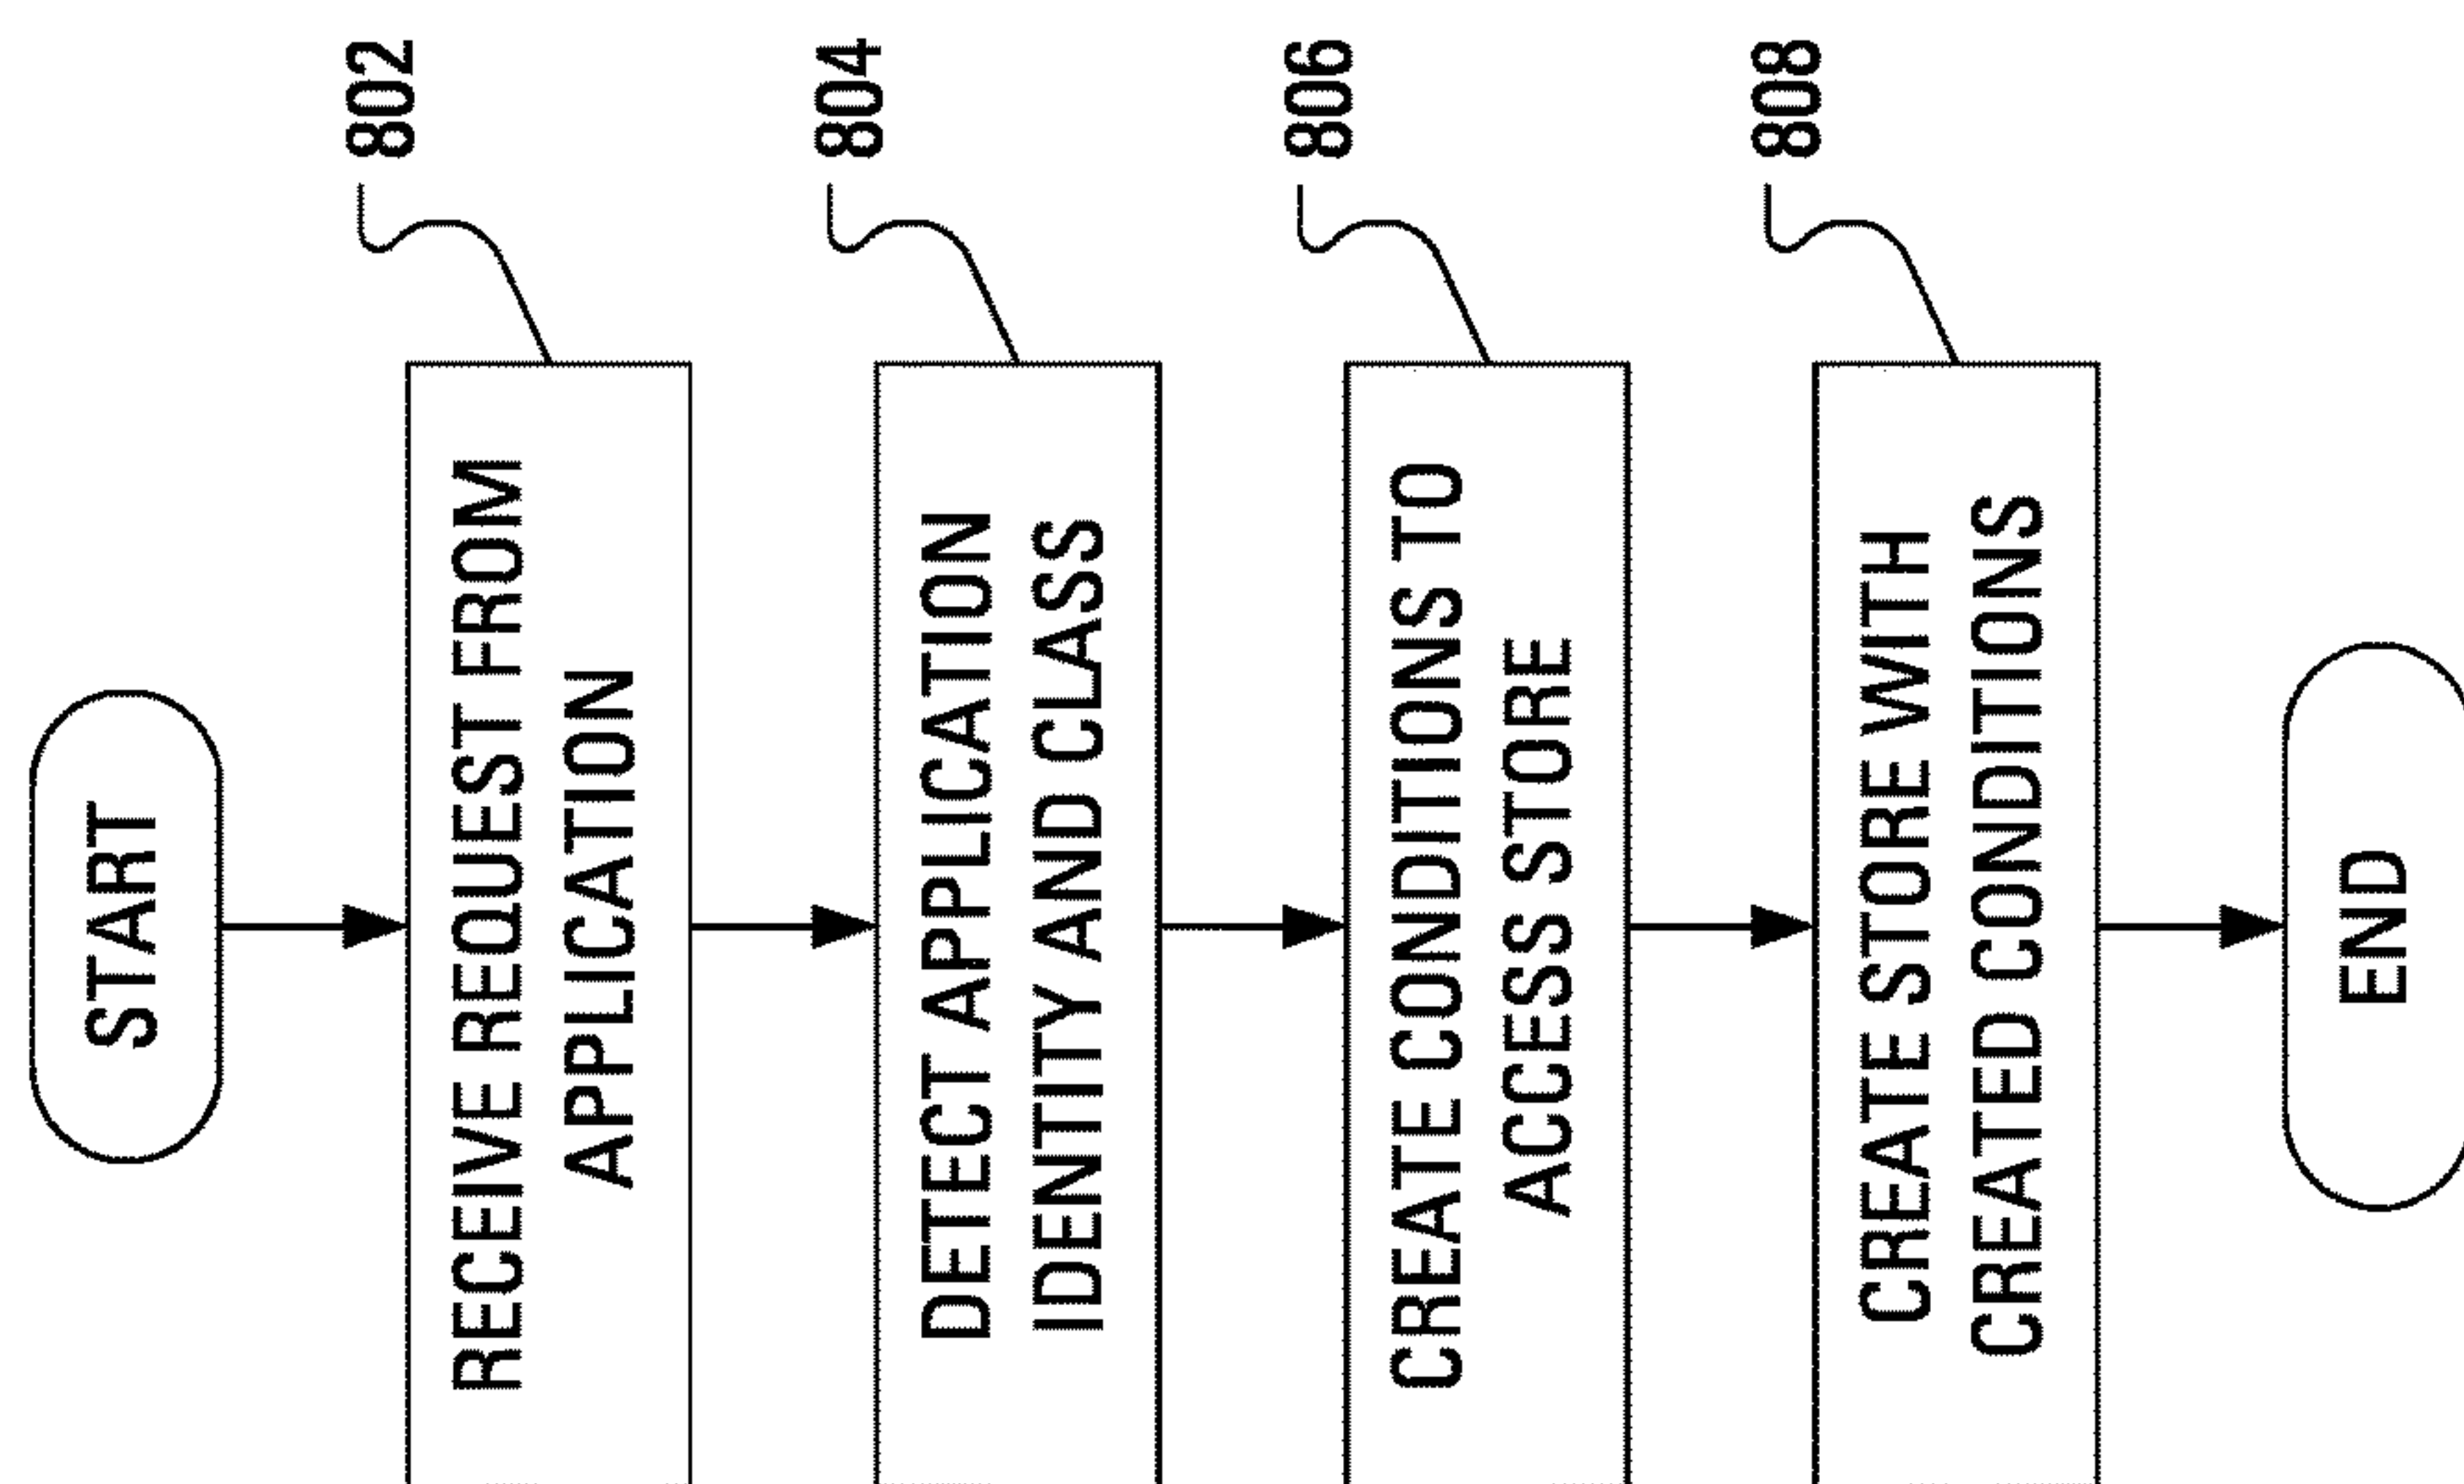 START
802
RECEIVE REQUEST FROM
APPLICATION
804
DETECT APPLICATION
IDENTITY AND CLASS
806
CREATE CONDITIONS TO
ACCESS STORE
808
CREATE STORE WITH
CREATED CONDITIONS
END